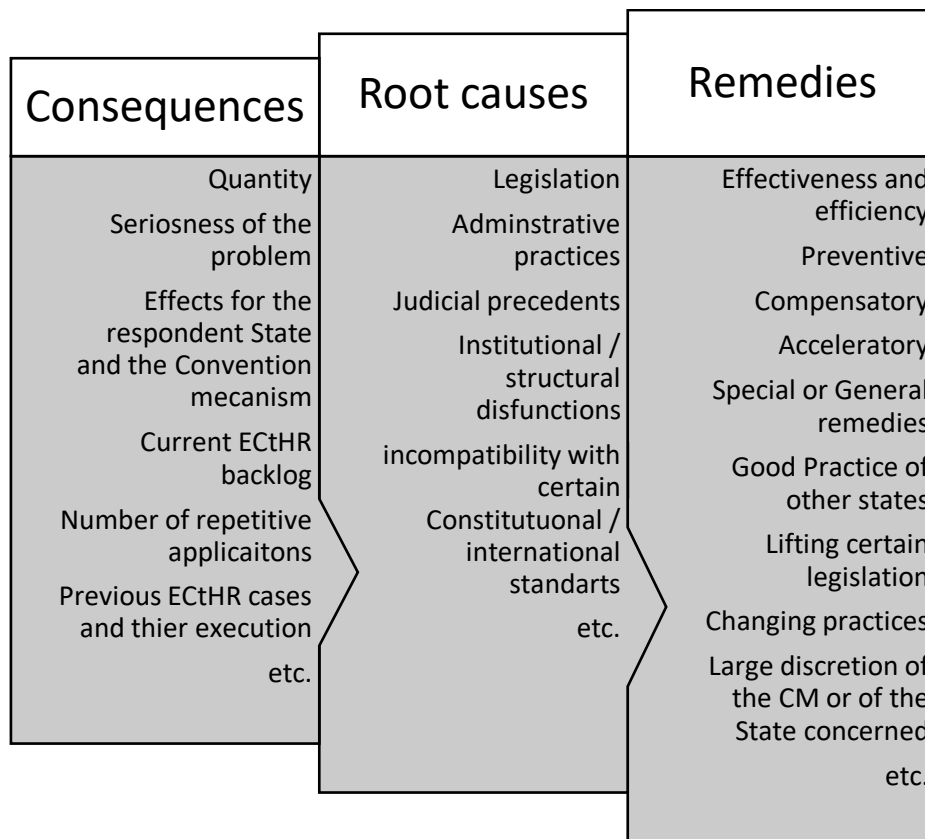 Consequences
Quantity
Seriosness of the
problem
Effects for the
respondent State
and the Convention
mecanism
Current ECtHR
backlog
Number of repetitive
applicaitons
Previous ECtHR cases
and thier execution
etc.
Root causes
Legislation
Adminstrative
practices
Judicial precedents
Institutional /
structural
disfunctions
incompatibility with
certain
Constitutuonal /
international
standarts
etc.
Remedies
Effectiveness and
efficiency
Preventive
Compensatory
Acceleratory
Special or General
remedies
Good Practice of
other states
Lifting certain
legislation
Changing practices
Large discretion of
the CM or of the
State concerned
etc.